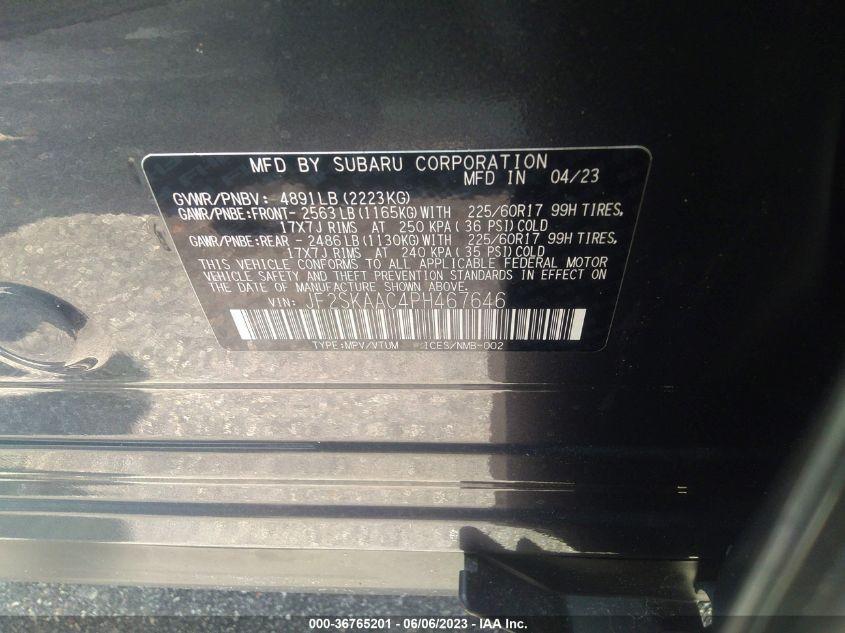 MFD BY SUBARU CORPORATION
MFD IN 04/23
GVWR/PNBV: 4891LB (2223KG)
GAWR/PNBE:FRONT- 2563 LB (1165KG) WITH 225/60R17 99H TIRES,
17X7J RIMS AT 250 KPA ( 36 PSI) COLD
GAWR/PNBE:REAR - 2486 LB (1130KG) WITH 225/60R17 99H TIRES,
17X7J RIMS AT 240 KPA ( 35 PSI) COLD
THIS VEHICLE CONFORMS TO ALL APPLICABLE FEDERAL MOTOR
VEHICLE SAFETY AND THEFT PREVENTION STANDARDS IN EFFECT ON
THE DATE OF MANUFACTURE SHOWN ABOVE.
VIN: JF2SKAAC4PH467646
TYPE:MPV/VTUM ICES/NMB-002
000-36765201 - 06/06/2023 - IAA Inc.